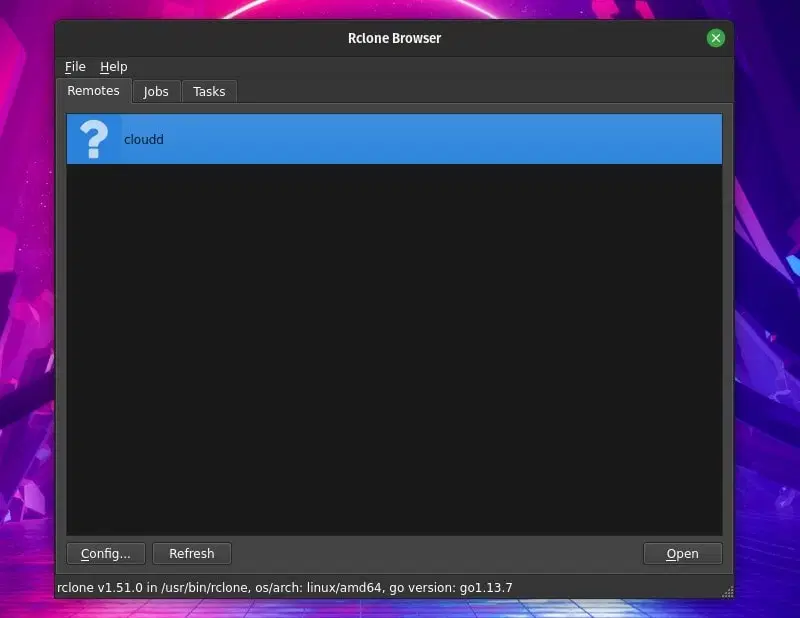 Rclone Browser
File Help
Remotes Jobs Tasks
cloudd
Config... Refresh Open
rclone v1.51.0 in /usr/bin/rclone, os/arch: linux/amd64, go version: go1.13.7